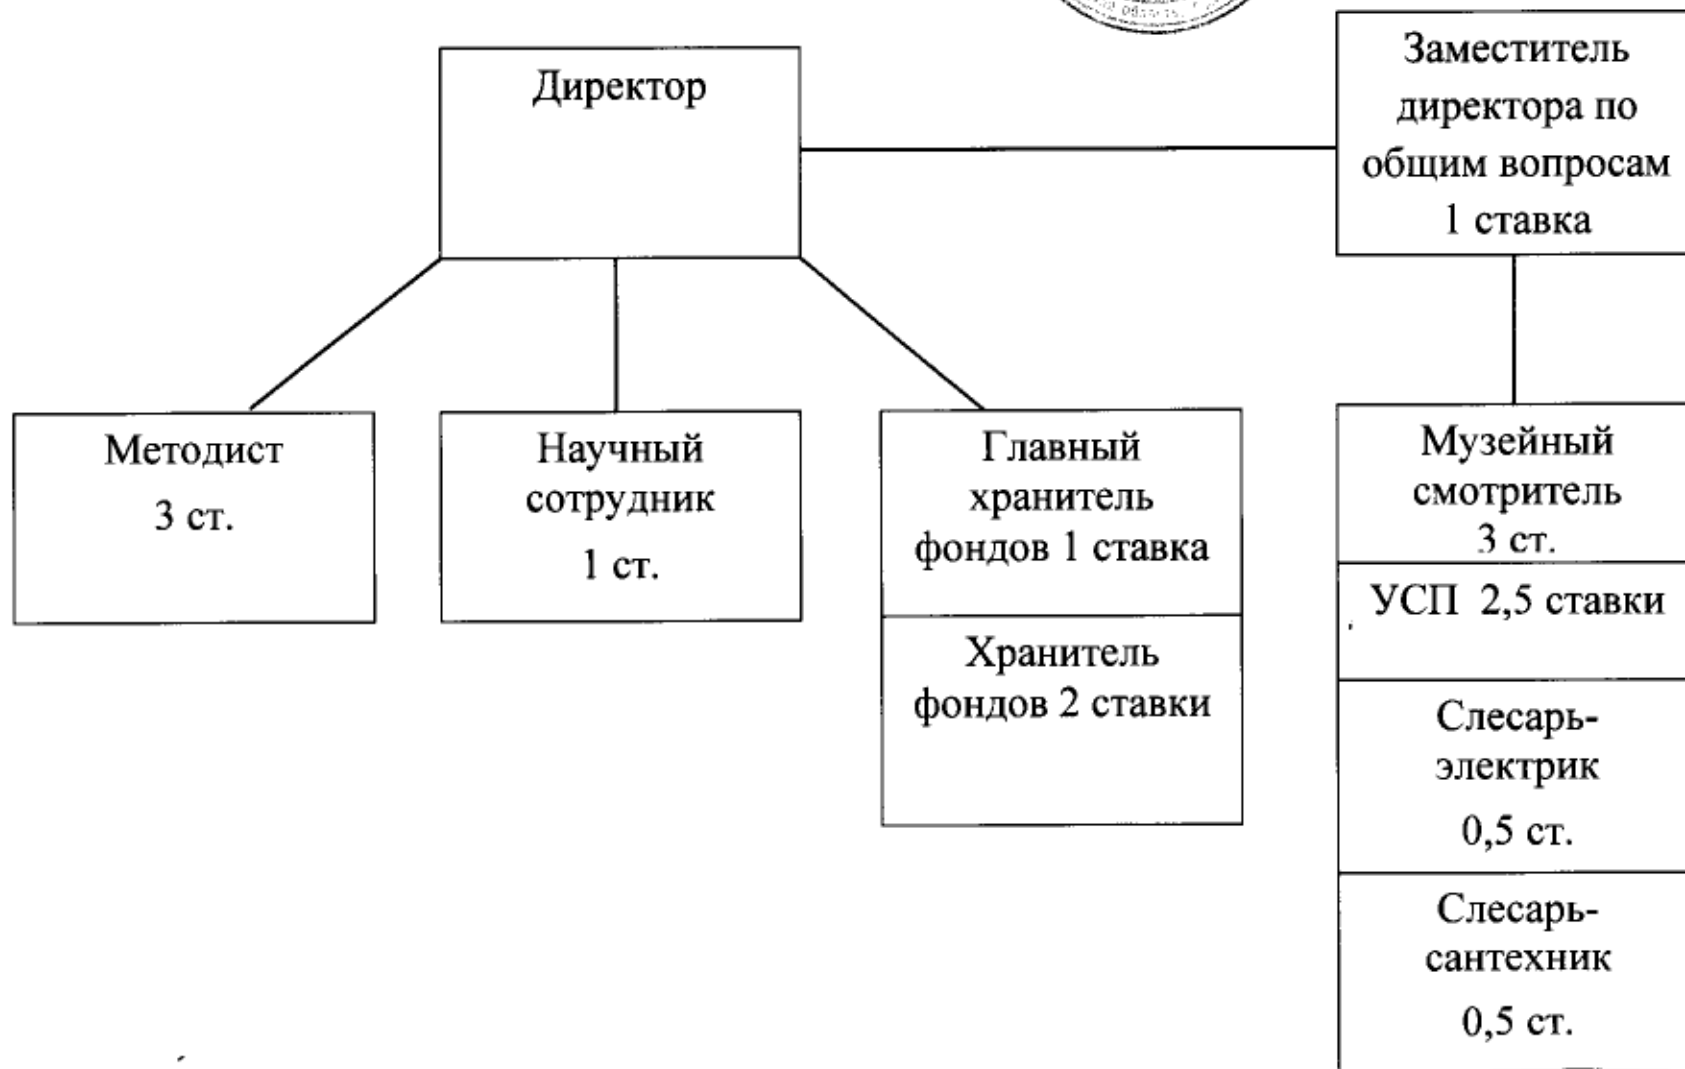 Директор
Заместитель
директора по
общим вопросам
1 ставка
Методист
3 ст.
Научный
сотрудник
1 ст.
Главный
хранитель
фондов 1 ставка
Хранитель
фондов 2 ставки
Музейный
смотритель
3 ст.
УСП 2,5 ставки
Слесарь-
электрик
0,5 ст.
Слесарь-
сантехник
0,5 ст.